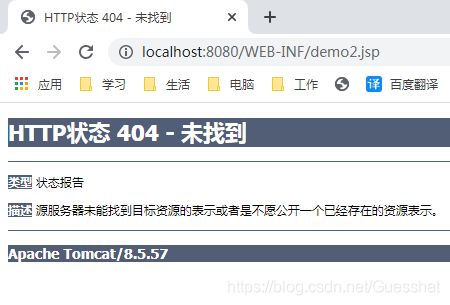 HTTP状态 404 - 未找到
localhost:8080/WEB-INF/demo2.jsp
应用 学习 生活 电脑 工作 译 百度翻译
HTTP状态 404 - 未找到
类型 状态报告
描述 源服务器未能找到目标资源的表示或者是不愿公开一个已经存在的资源表示。
Apache Tomcat/8.5.57
https://blog.csdn.net/Guesshat